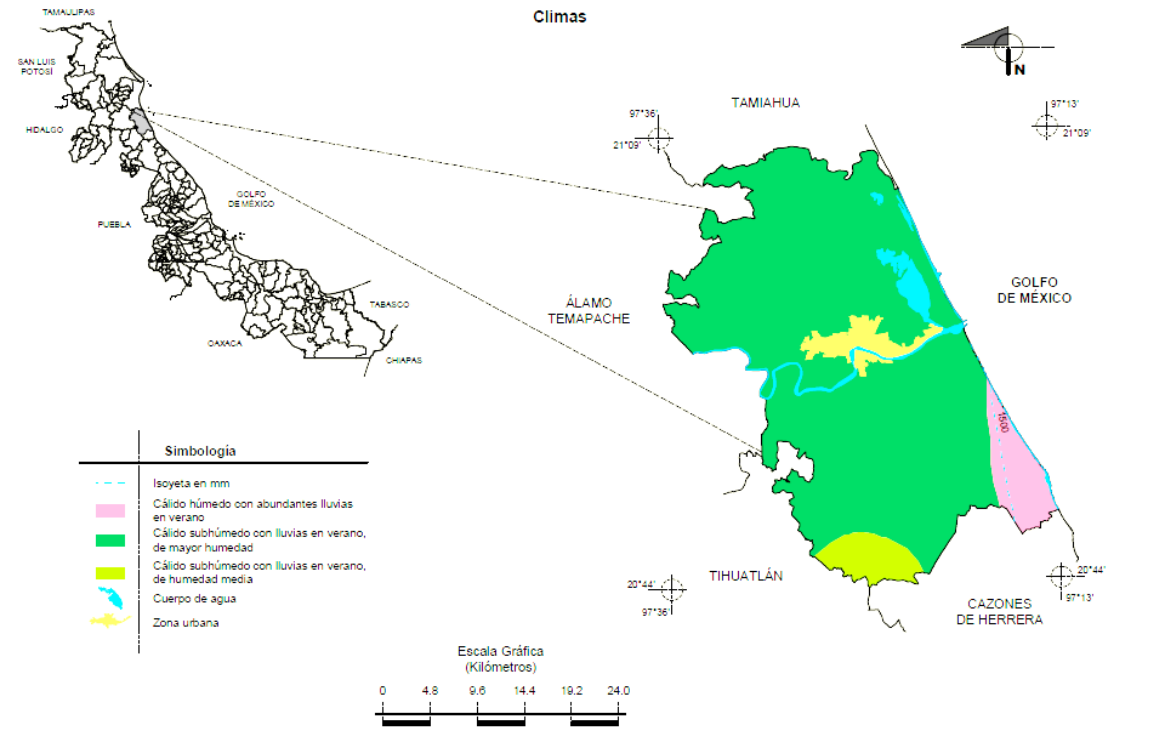 Climas
TAMAULIPAS
SAN LUIS
POTOSÍ
HIDALGO
PUEBLA
GOLFO
DE MÉXICO
TABASCO
OAXACA
CHIAPAS
N
TAMIAHUA
97°36'
21°09'
97°13'
21°09'
ÁLAMO
TEMAPACHE
GOLFO
DE MÉXICO
1500
TIHUATLÁN
20°44'
97°36'
20°44'
97°13'
CAZONES
DE HERRERA
Simbología
Isoyeta en mm
Cálido húmedo con abundantes lluvias
en verano
Cálido subhúmedo con lluvias en verano,
de mayor humedad
Cálido subhúmedo con lluvias en verano,
de humedad media
Cuerpo de agua
Zona urbana
Escala Gráfica
(Kilómetros)
0 4.8 9.6 14.4 19.2 24.0